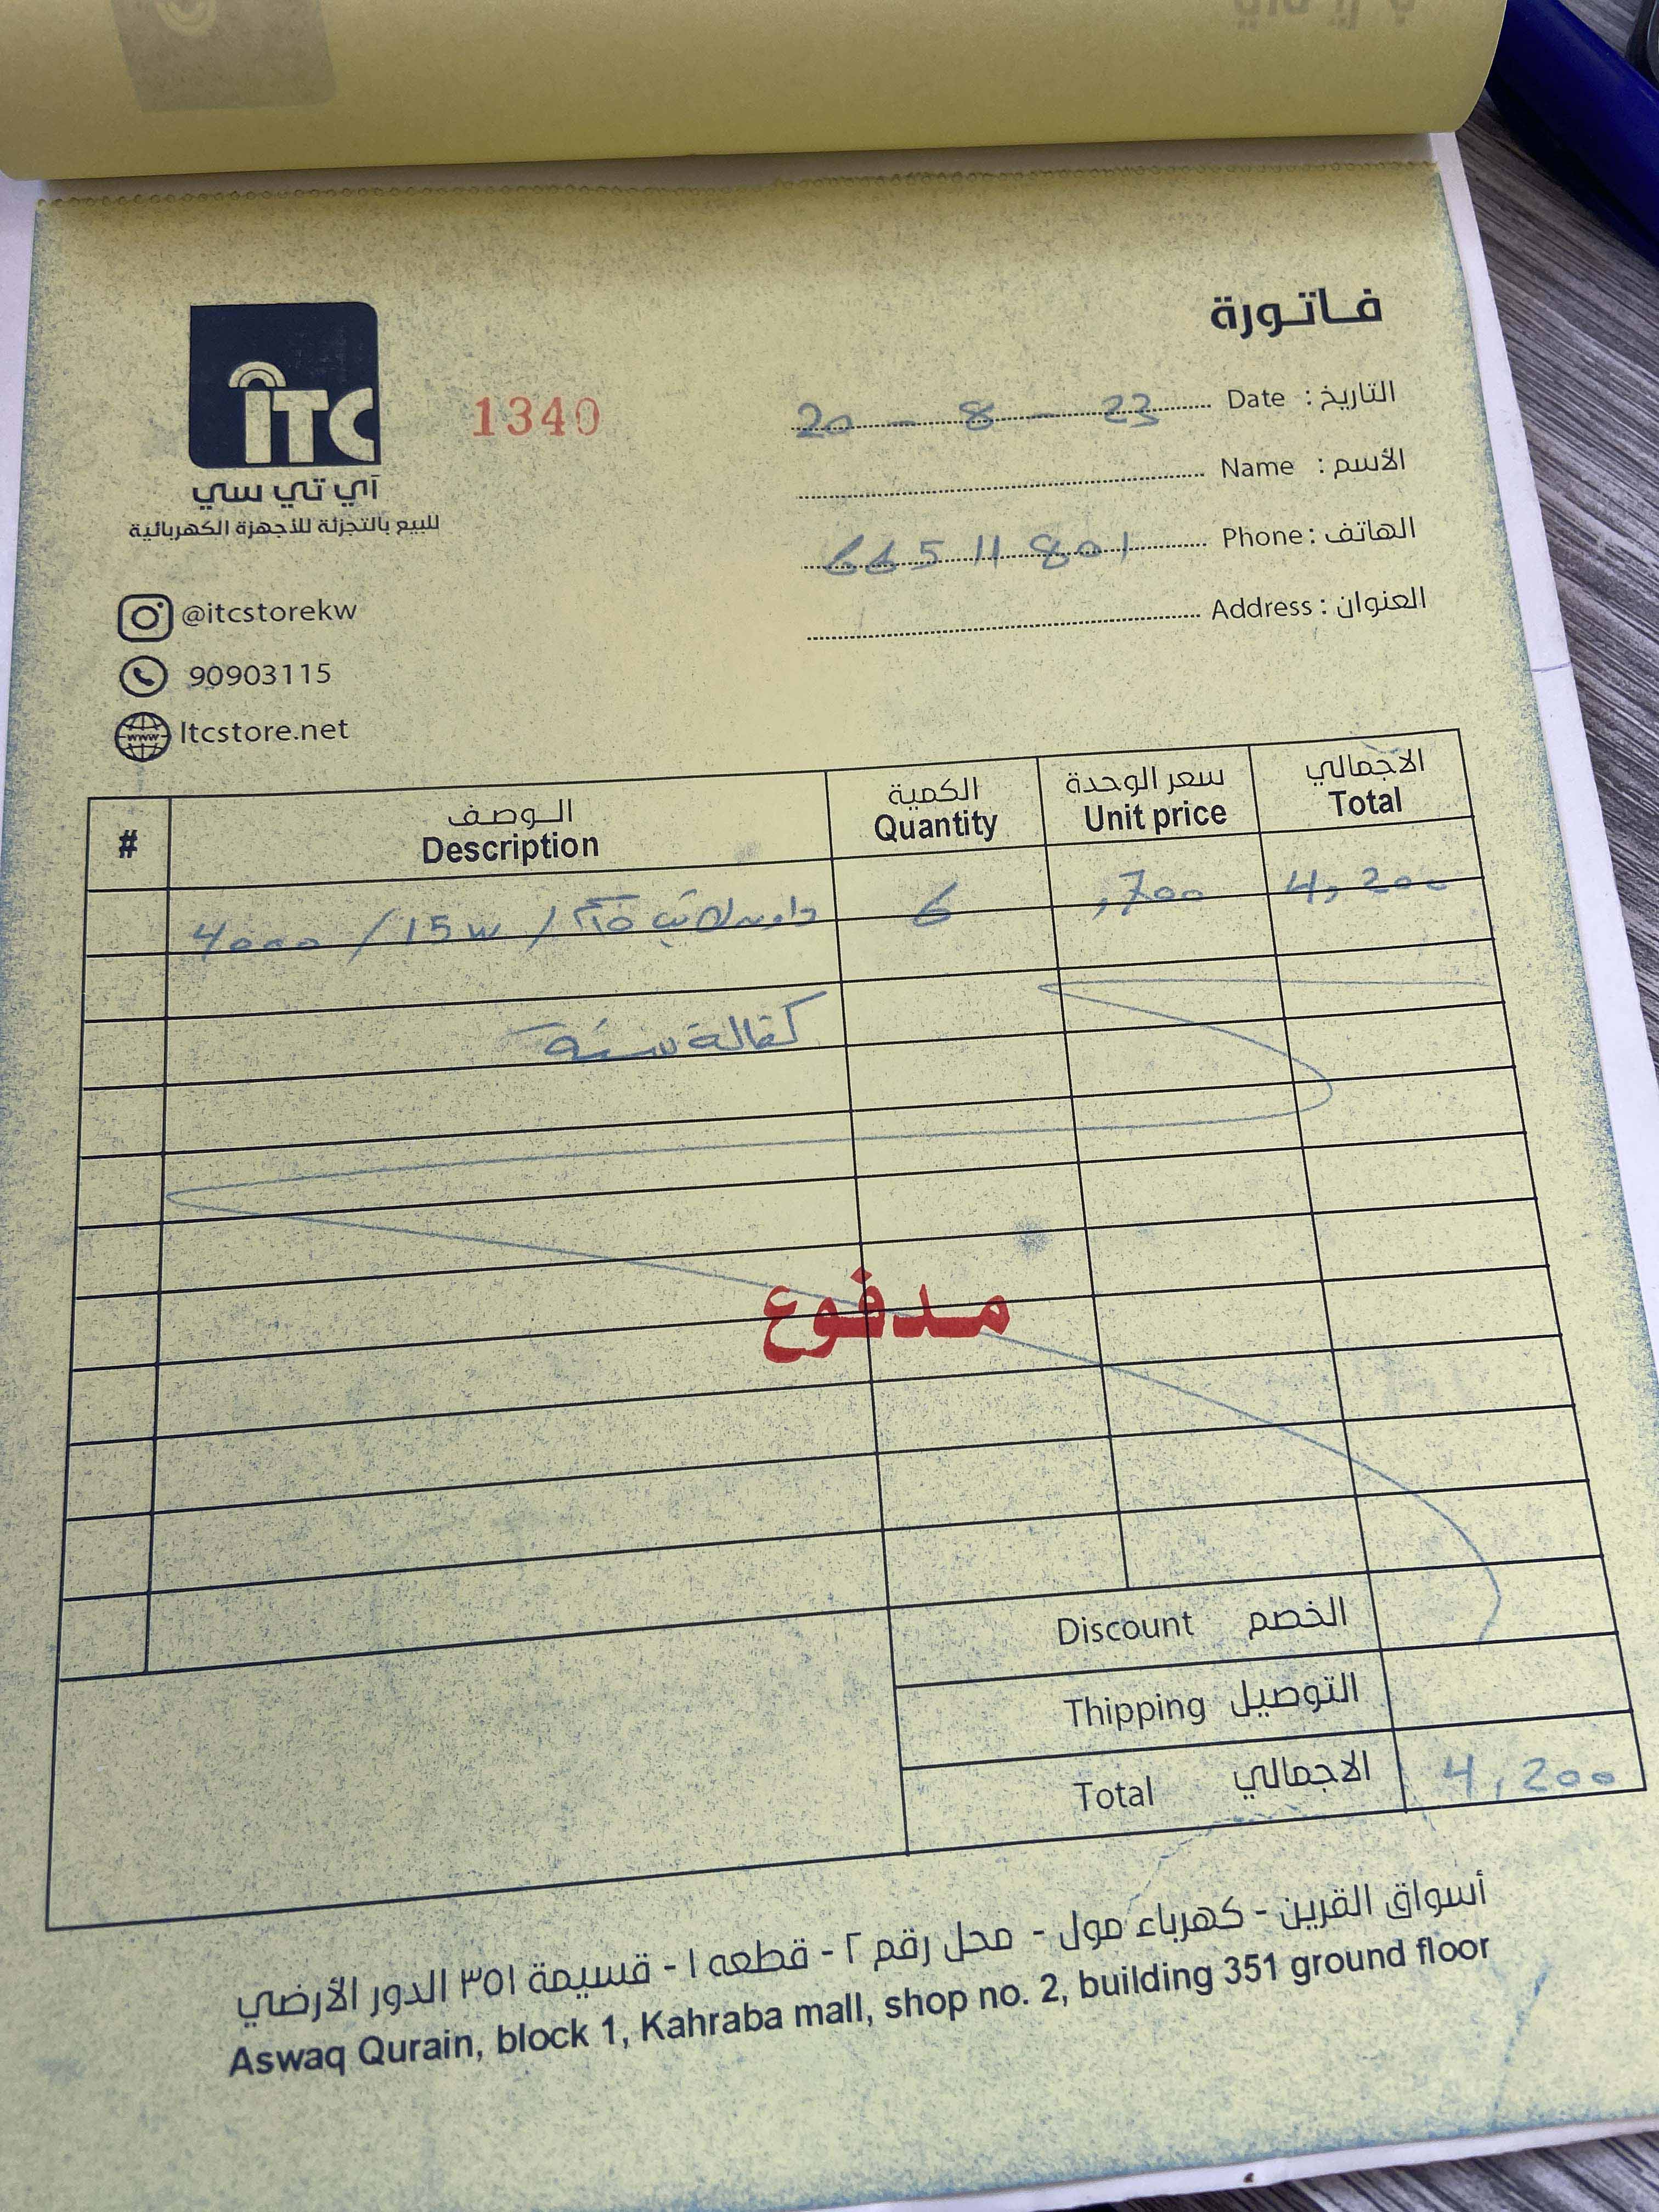 فاتورة
iTC
آي تي سي
للبيع بالتجزئة للأجهزة الكهربائية
1340
التاريخ : Date 20 - 8 - 23
الأسم : Name
الهاتف : Phone 66511801
العنوان : Address
@itcstorekw
90903115
Itcstore.net
# الوصف Description الكمية Quantity سعر الوحدة Unit price الاجمالي Total
4000 / 15w / 6 ,700 4,200
كفالة سنة
مدفوع
Discount الخصم
Thipping التوصيل
Total الاجمالي 4,200
أسواق القرين - كهرباء مول - محل رقم ٢ - قطعه ١ - قسيمة ٣٥١ الدور الأرضي
Aswaq Qurain, block 1, Kahraba mall, shop no. 2, building 351 ground floor